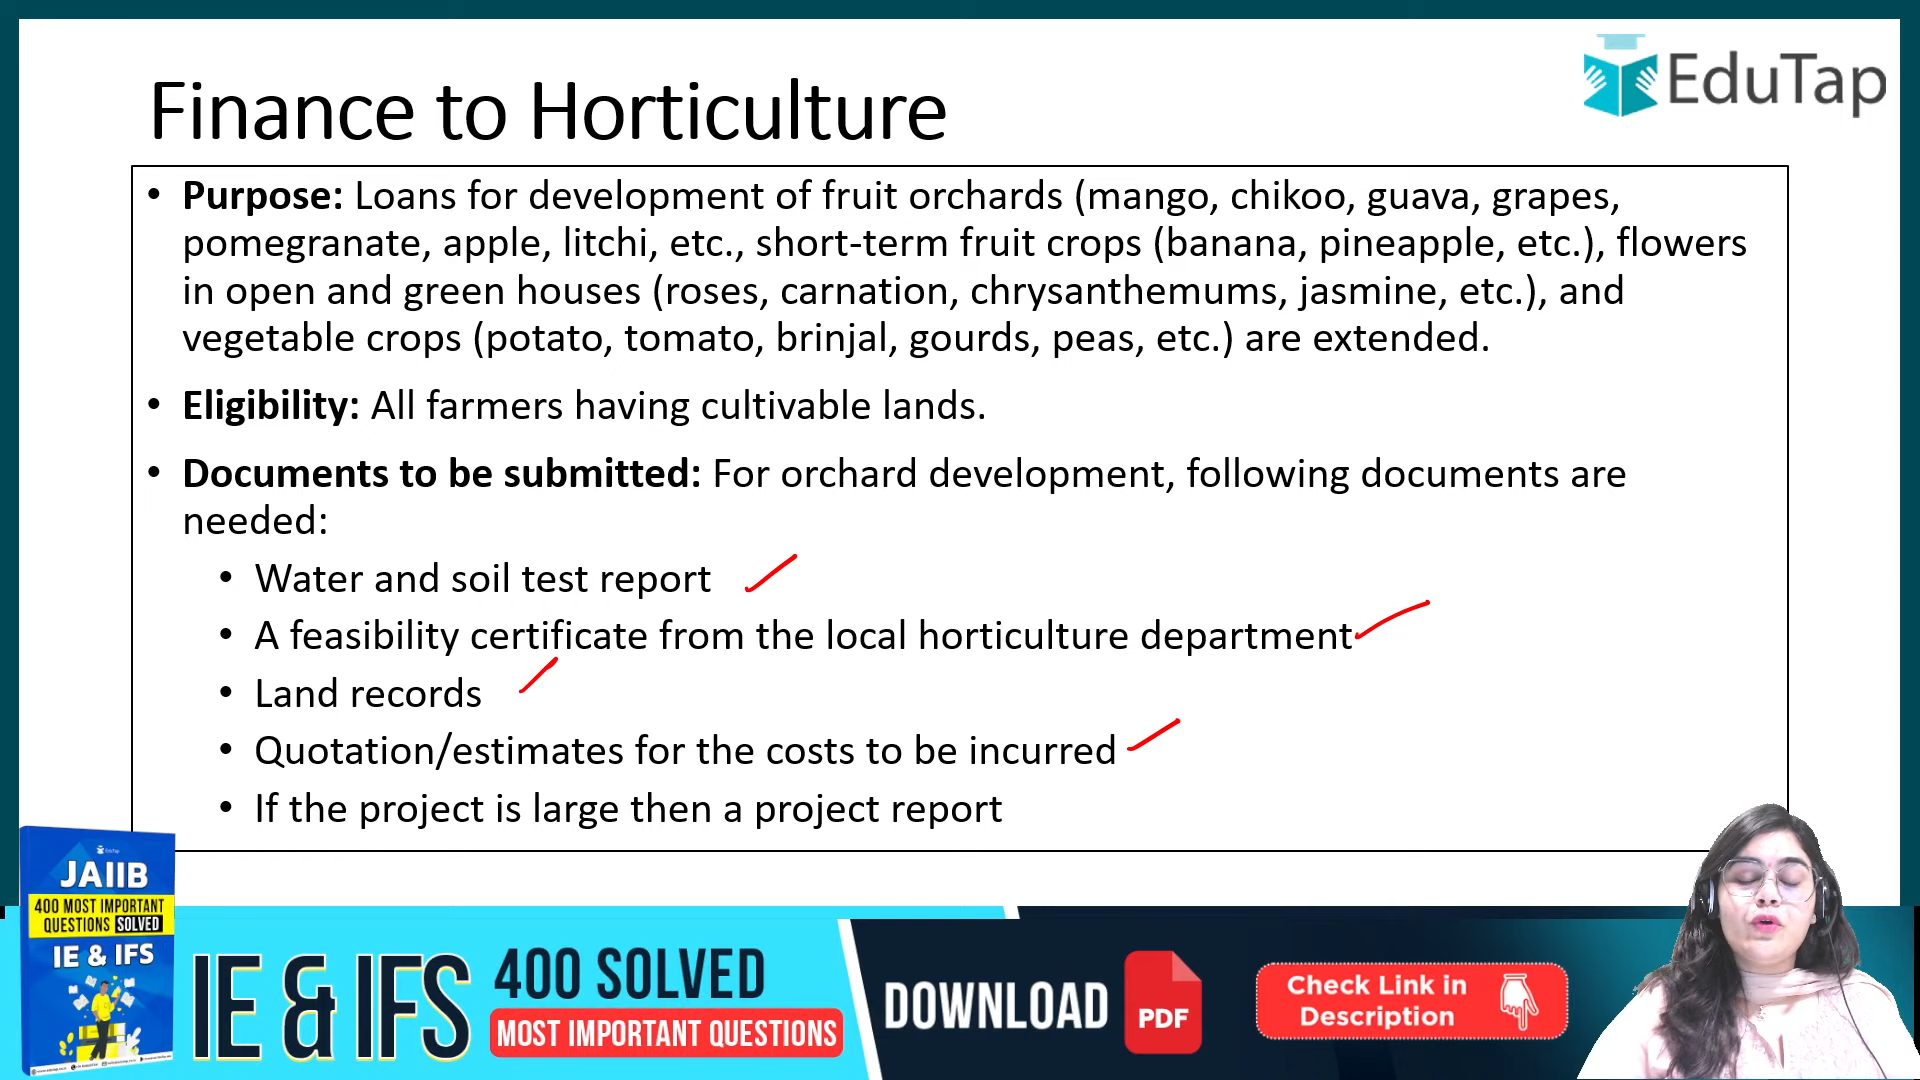 EduTap
Finance to Horticulture
• Purpose: Loans for development of fruit orchards (mango, chikoo, guava, grapes,
pomegranate, apple, litchi, etc., short-term fruit crops (banana, pineapple, etc.), flowers
in open and green houses (roses, carnation, chrysanthemums, jasmine, etc.), and
vegetable crops (potato, tomato, brinjal, gourds, peas, etc.) are extended.
• Eligibility: All farmers having cultivable lands.
• Documents to be submitted: For orchard development, following documents are
needed:
• Water and soil test report
• A feasibility certificate from the local horticulture department
• Land records
• Quotation/estimates for the costs to be incurred
• If the project is large then a project report
EduTap
JAIIB
400 MOST IMPORTANT
QUESTIONS SOLVED
IE & IFS
IE & IFS
400 SOLVED
MOST IMPORTANT QUESTIONS
DOWNLOAD
PDF
Check Link in
Description